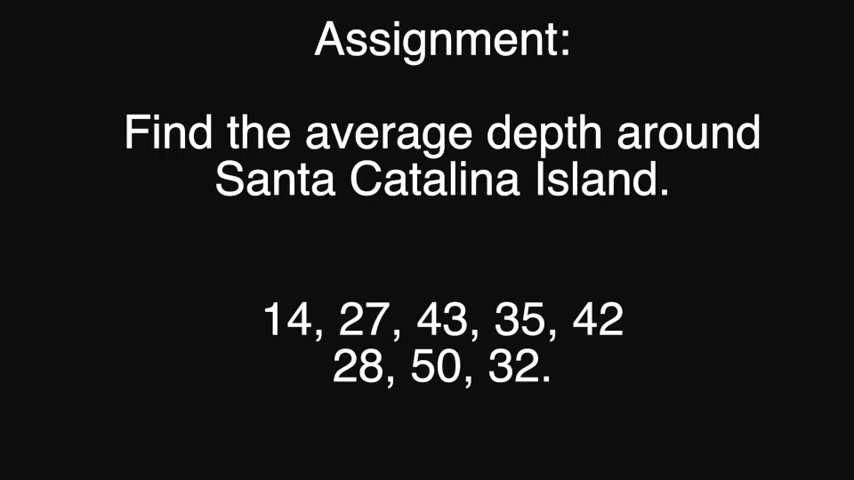 Assignment:
Find the average depth around
Santa Catalina Island.
14, 27, 43, 35, 42
28, 50, 32.